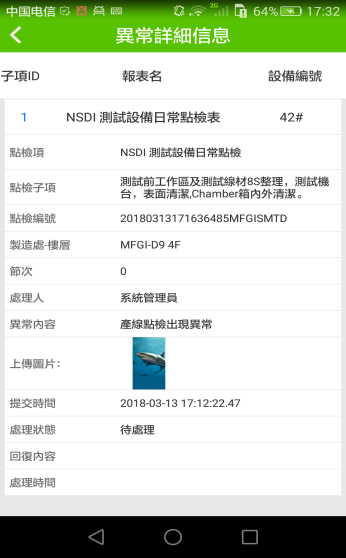 中国电信 2G 64% 17:32
異常詳細信息
子項ID 報表名 設備編號
1 NSDI 測試設備日常點檢表 42#
點檢項 NSDI 測試設備日常點檢
點檢子項 測試前工作區及測試線材8S整理，測試機
台，表面清潔,Chamber箱內外清潔。
點檢編號 20180313171636485MFGISMTD
製造處-樓層 MFGI-D9 4F
節次 0
處理人 系統管理員
異常內容 產線點檢出現異常
上傳圖片：
提交時間 2018-03-13 17:12:22.47
處理狀態 待處理
回復內容
處理時間